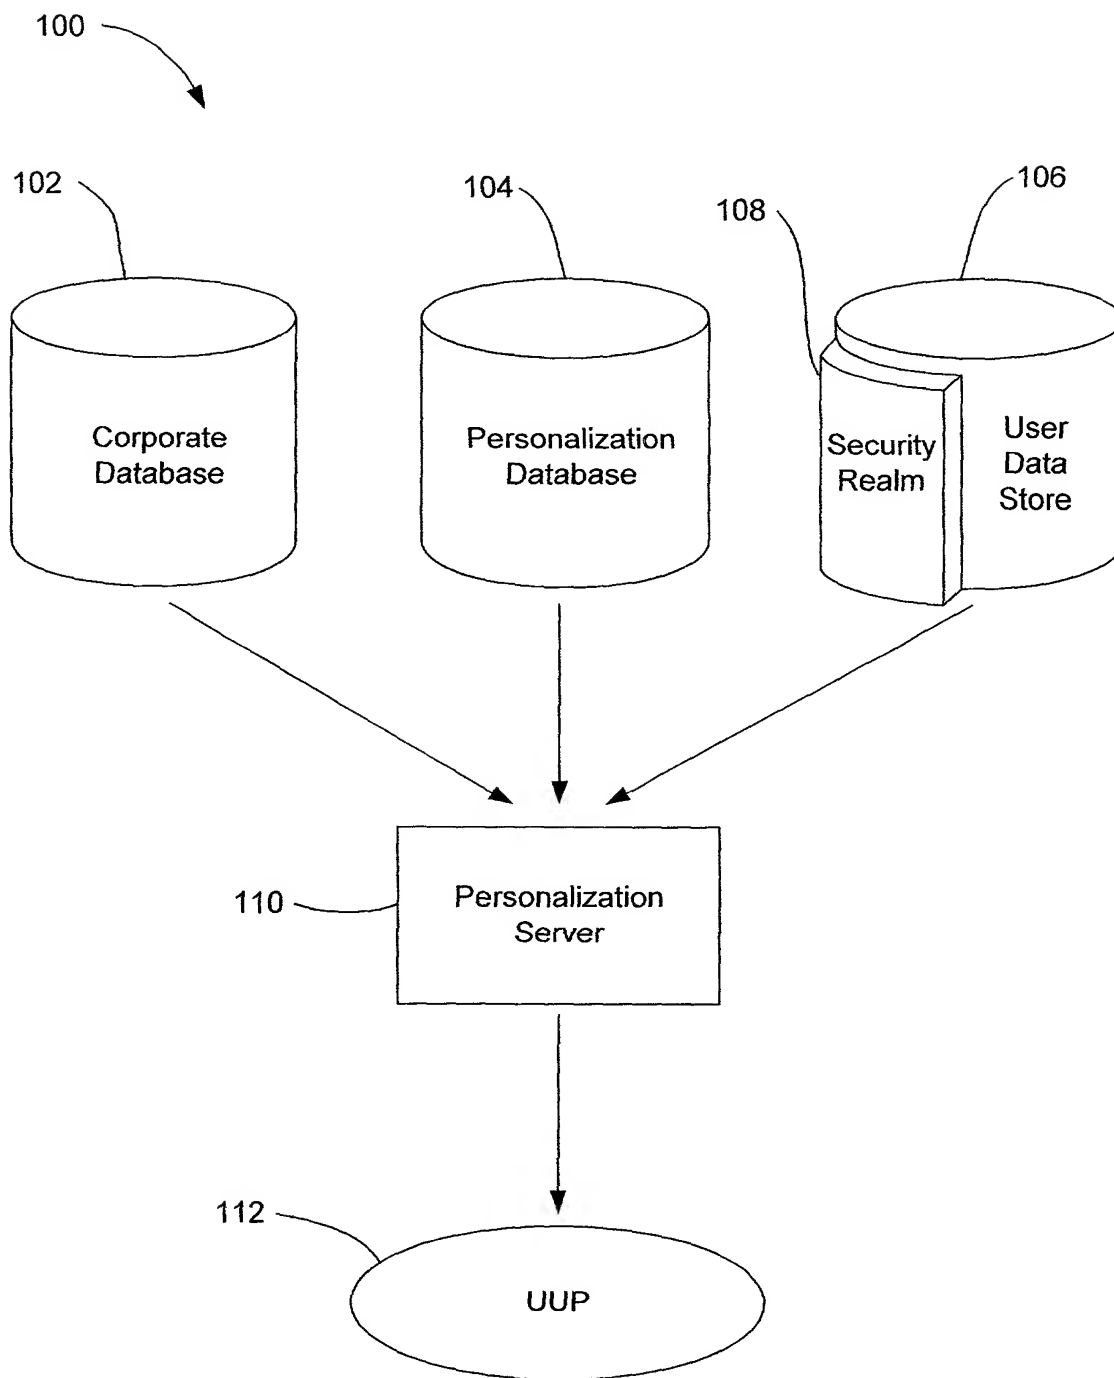 100
102
104
108
106
Corporate
Database
Personalization
Database
Security
Realm
User
Data
Store
110
Personalization
Server
112
UUP